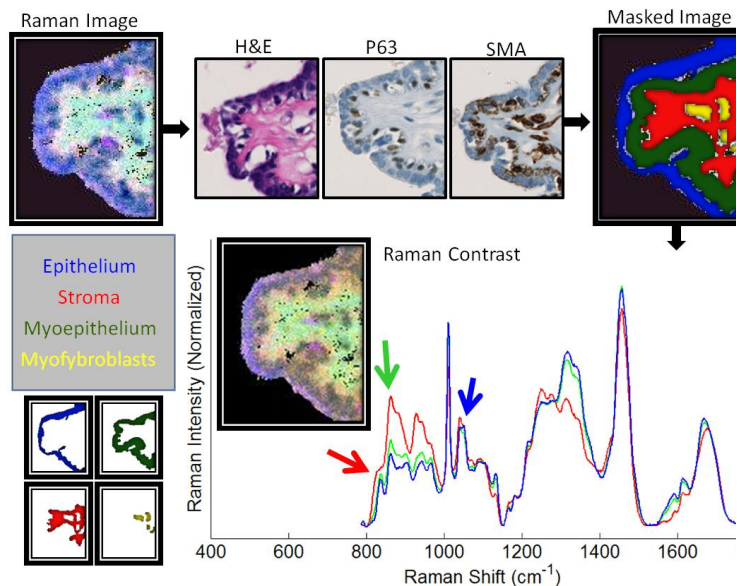 Raman Image
H&E
P63
SMA
Masked Image
Epithelium
Stroma
Myoepithelium
Myofybroblasts
Raman Contrast
Raman Intensity (Normalized)
400 600 800 1000 1200 1400 1600
Raman Shift (cm⁻¹)